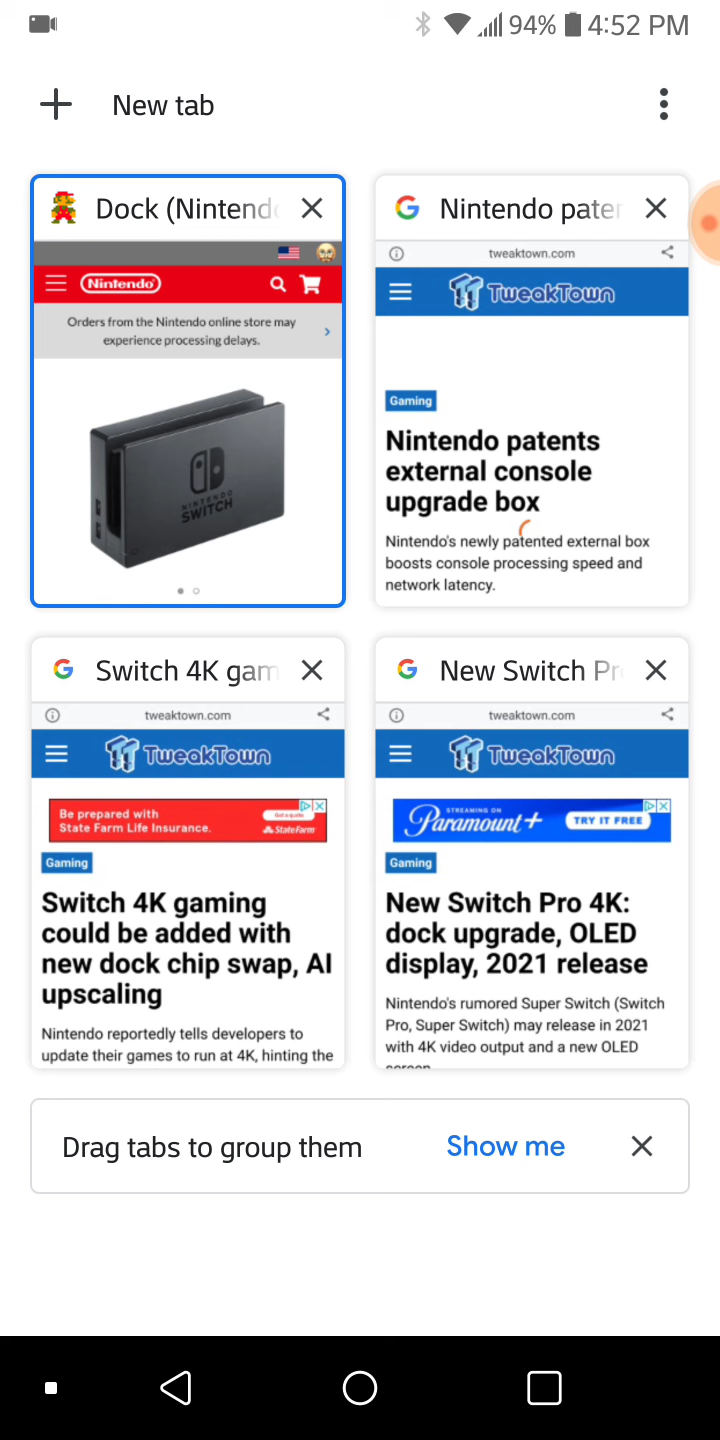 94% 4:52 PM
New tab
Dock (Nintend
Nintendo
Orders from the Nintendo online store may
experience processing delays.
NINTENDO
SWITCH
Nintendo pate
tweaktown.com
TweakTown
Gaming
Nintendo patents
external console
upgrade box
Nintendo's newly patented external box
boosts console processing speed and
network latency.
Switch 4K gam
tweaktown.com
TweakTown
Be prepared with
State Farm Life Insurance.
Get a quote
StateFarm
Gaming
Switch 4K gaming
could be added with
new dock chip swap, AI
upscaling
Nintendo reportedly tells developers to
update their games to run at 4K, hinting the
New Switch Pr
tweaktown.com
TweakTown
STREAMING ON
Paramount+
TRY IT FREE
Gaming
New Switch Pro 4K:
dock upgrade, OLED
display, 2021 release
Nintendo's rumored Super Switch (Switch
Pro, Super Switch) may release in 2021
with 4K video output and a new OLED
screen
Drag tabs to group them Show me